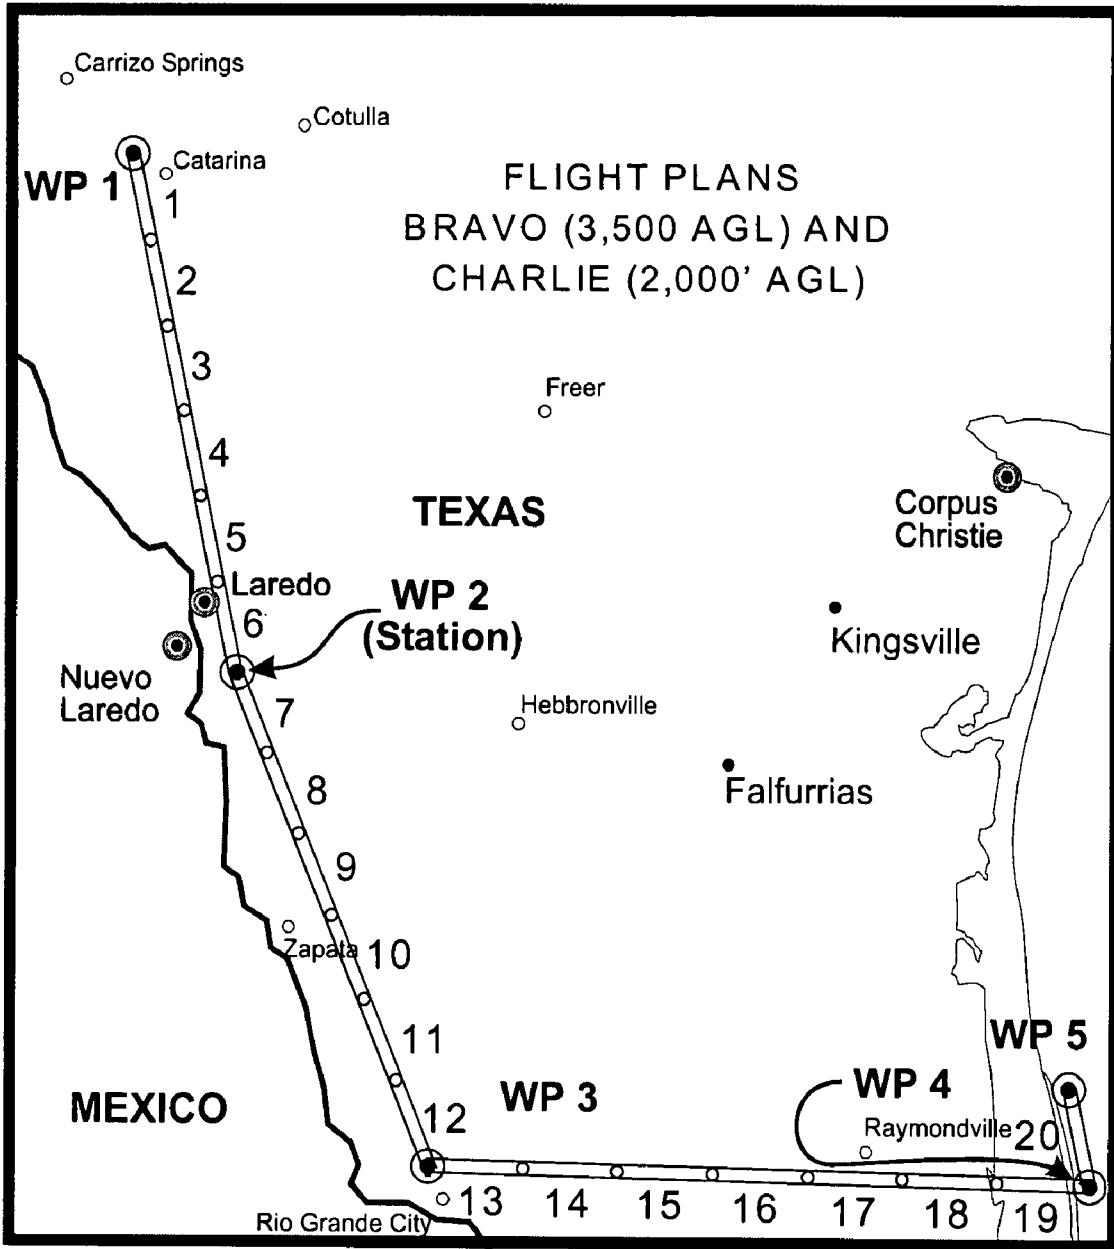 Carrizo Springs
Cotulla
Catarina
WP 1
1
FLIGHT PLANS
BRAVO (3,500 AGL) AND
CHARLIE (2,000' AGL)
2
3
Freer
4
TEXAS
Corpus
Christie
5
Laredo
WP 2
(Station)
6
Kingsville
Nuevo
Laredo
7
Hebbronville
8
Falfurrias
9
Zapata
10
11
WP 5
MEXICO
WP 3
WP 4
12
Raymondville
20
13
14
15
16
17
18
19
Rio Grande City